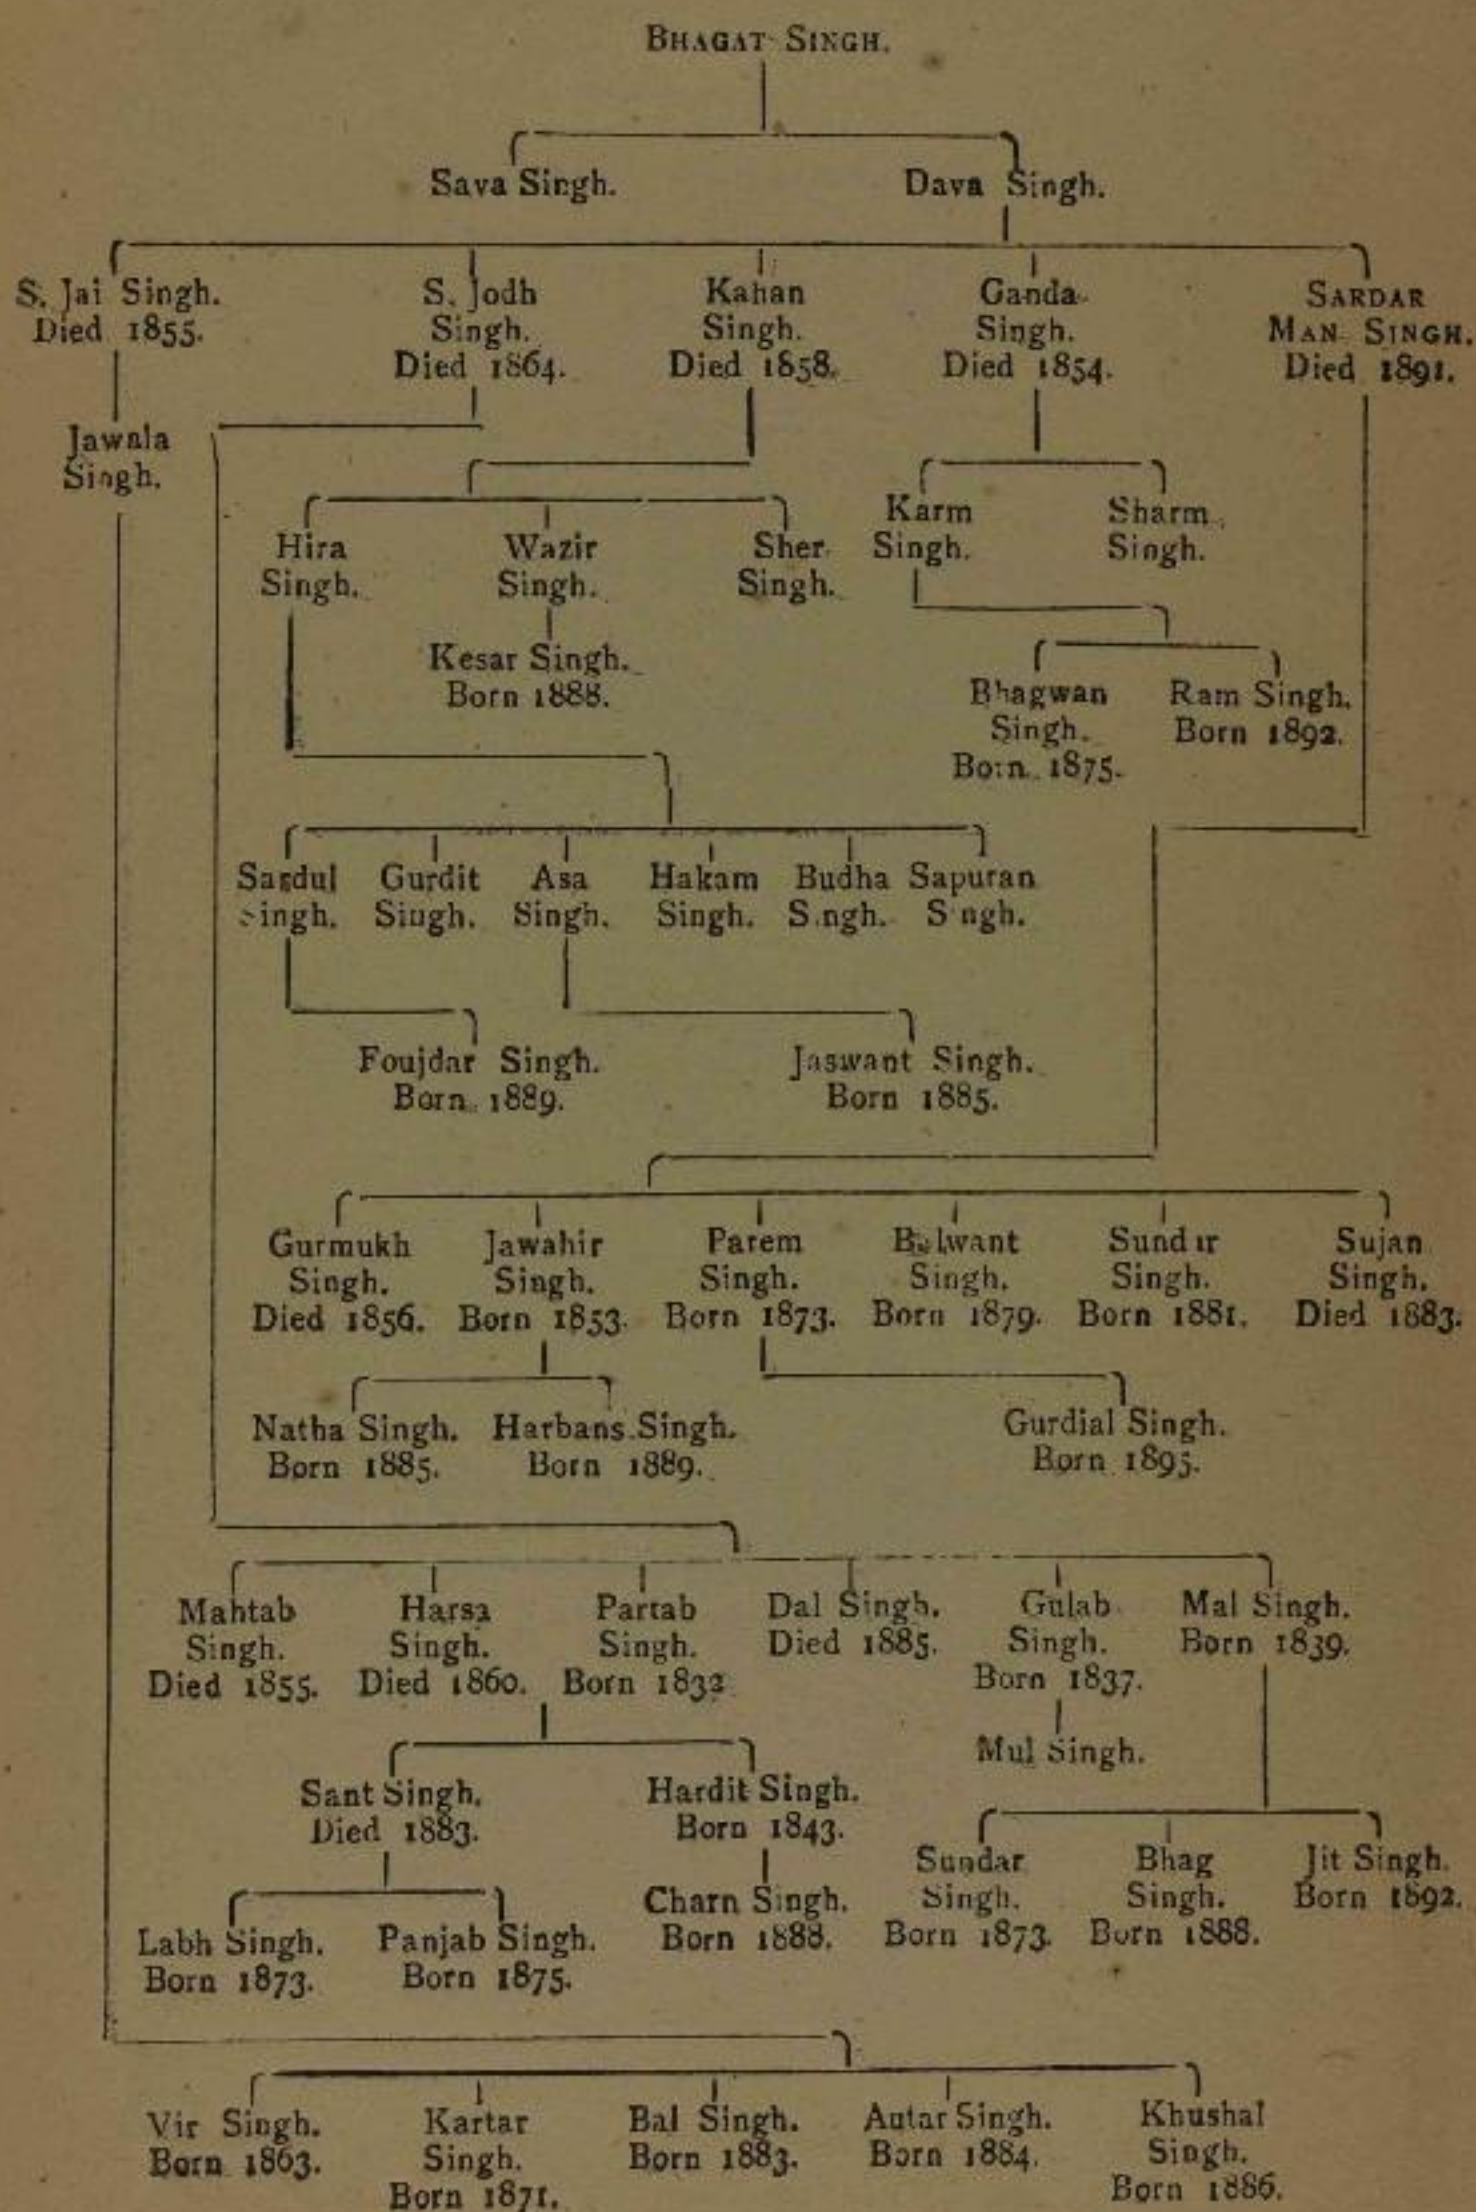 BHAGAT SINGH.
Sava Singh. Dava Singh.
S. Jai Singh.
Died 1855.
S. Jodh
Singh.
Died 1864.
Kahan
Singh.
Died 1858.
Ganda
Singh.
Died 1854.
SARDAR
MAN SINGH.
Died 1891.
Jawala
Singh.
Hira
Singh.
Wazir
Singh.
Sher
Singh.
Karm
Singh.
Sharm
Singh.
Kesar Singh.
Born 1888.
Bhagwan
Singh.
Born 1875.
Ram Singh.
Born 1892.
Sardul
Singh.
Gurdit
Singh.
Asa
Singh.
Hakam
Singh.
Budha
Singh.
Sapuran
Singh.
Foujdar Singh.
Born 1889.
Jaswant Singh.
Born 1885.
Gurmukh
Singh.
Died 1856.
Jawahir
Singh.
Born 1853.
Parem
Singh.
Born 1873.
Balwant
Singh.
Born 1879.
Sundar
Singh.
Born 1881.
Sujan
Singh.
Died 1883.
Natha Singh.
Born 1885.
Harbans Singh.
Born 1889.
Gurdial Singh.
Born 1895.
Mahtab
Singh.
Died 1855.
Harsa
Singh.
Died 1860.
Partab
Singh.
Born 1832
Dal Singh.
Died 1885.
Gulab
Singh.
Born 1837.
Mal Singh.
Born 1839.
Mul Singh.
Sant Singh.
Died 1883.
Hardit Singh.
Born 1843.
Sundar
Singh.
Born 1873.
Bhag
Singh.
Born 1888.
Jit Singh.
Born 1892.
Labh Singh.
Born 1873.
Panjab Singh.
Born 1875.
Charn Singh.
Born 1888.
Vir Singh.
Born 1863.
Kartar
Singh.
Born 1871.
Bal Singh.
Born 1883.
Autar Singh.
Born 1884.
Khushal
Singh.
Born 1886.